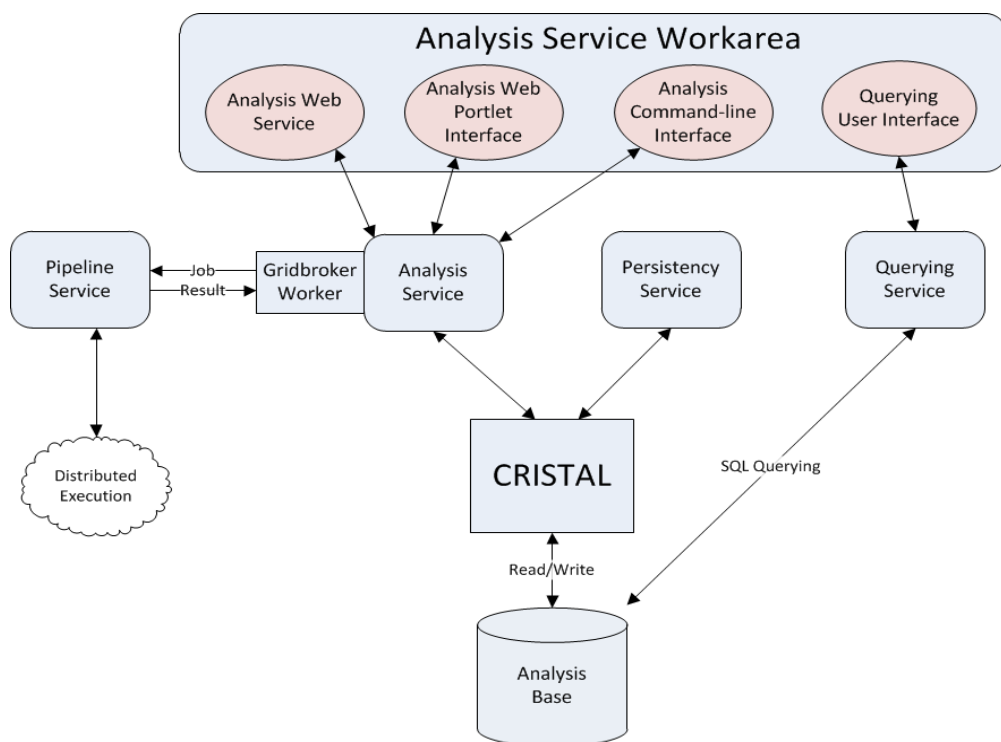 Analysis Service Workarea
Analysis Web
Service
Analysis Web
Portlet
Interface
Analysis
Command-line
Interface
Querying
User Interface
Pipeline
Service
Job
Result
Gridbroker
Worker
Analysis
Service
Persistency
Service
Querying
Service
Distributed
Execution
CRISTAL
SQL Querying
Read/Write
Analysis
Base